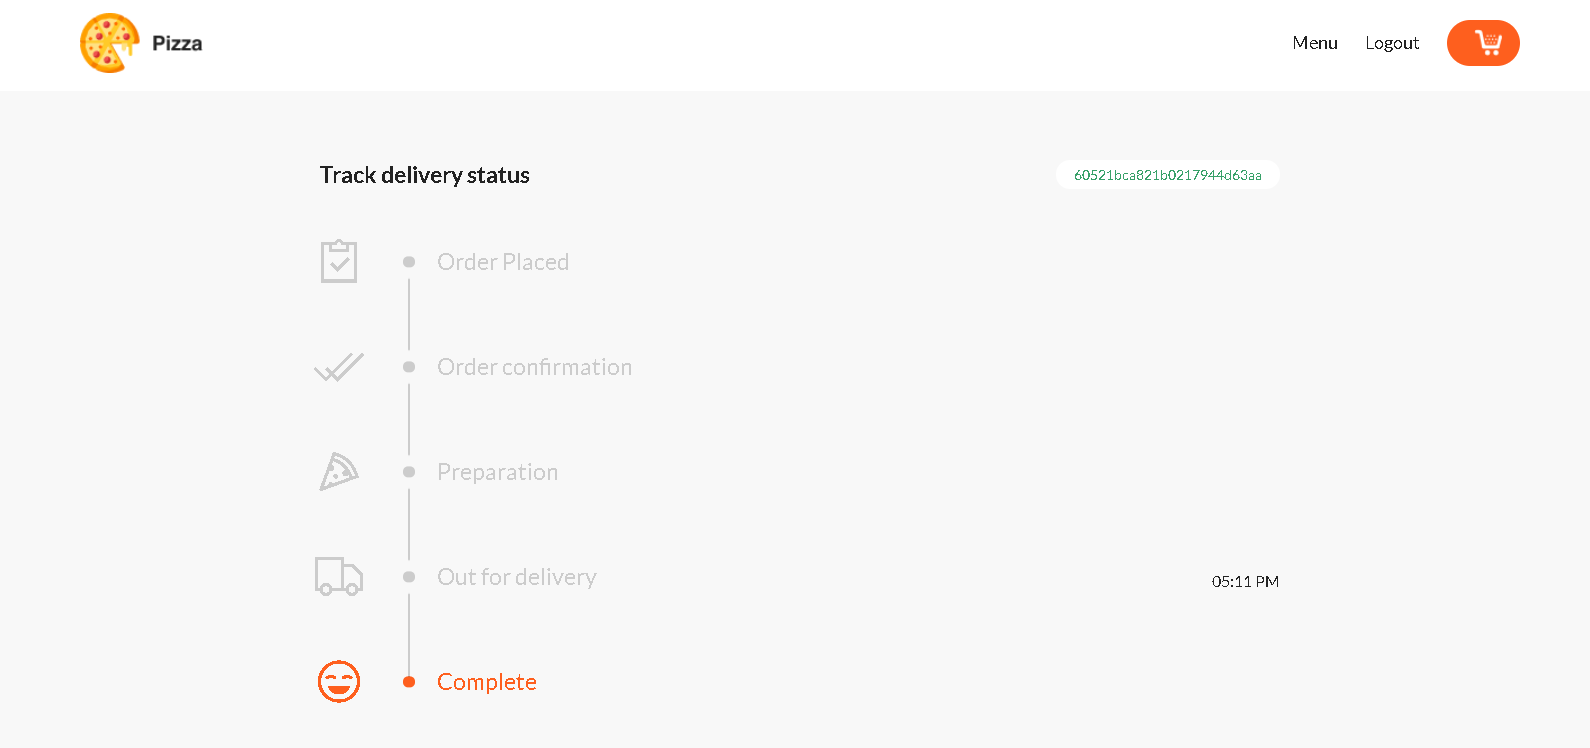 Pizza
Menu Logout
Track delivery status
60521bca821b0217944d63aa
Order Placed
Order confirmation
Preparation
Out for delivery
05:11 PM
Complete